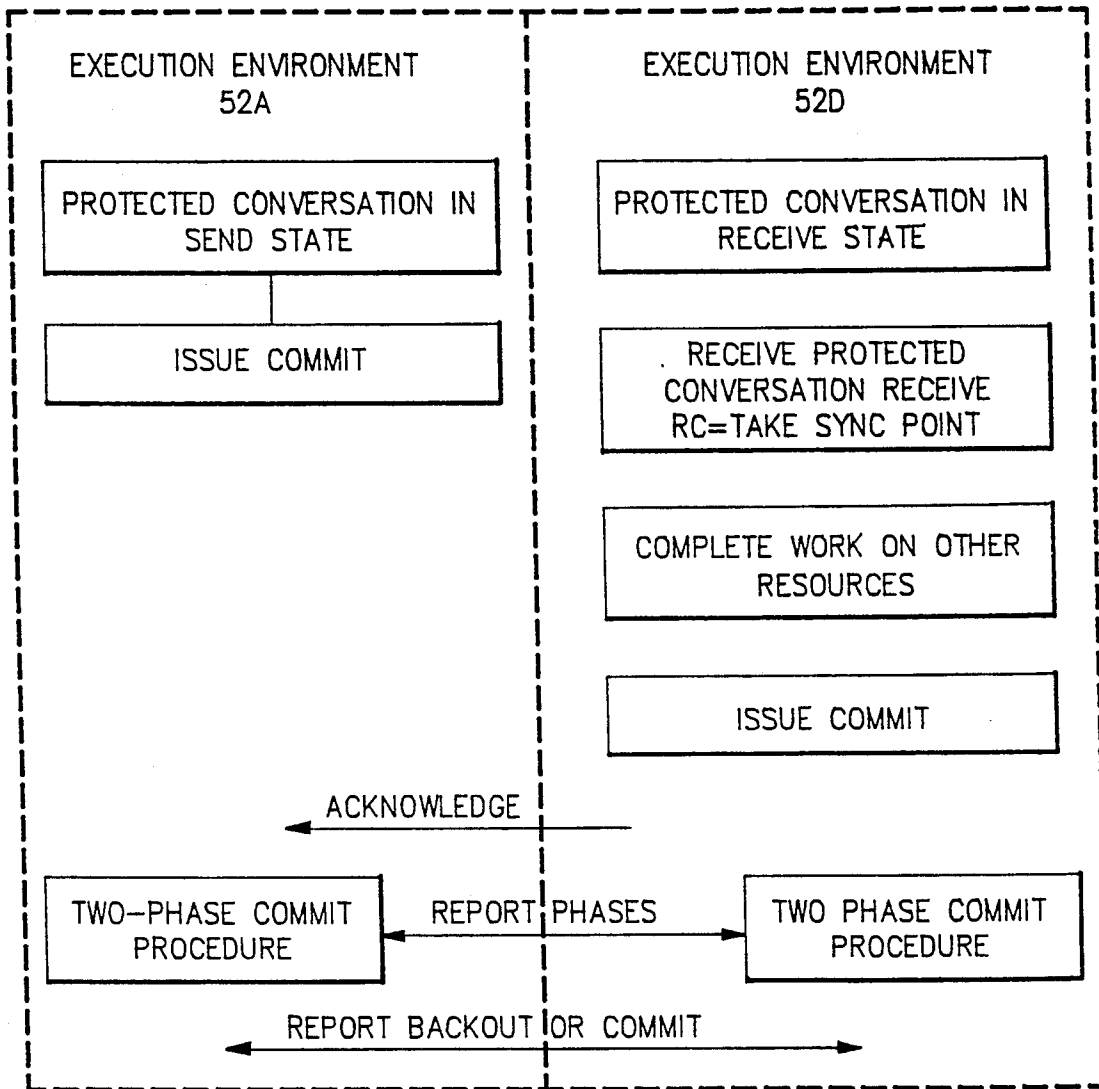 EXECUTION ENVIRONMENT
52A
PROTECTED CONVERSATION IN
SEND STATE
ISSUE COMMIT
EXECUTION ENVIRONMENT
52D
PROTECTED CONVERSATION IN
RECEIVE STATE
RECEIVE PROTECTED
CONVERSATION RECEIVE
RC=TAKE SYNC POINT
COMPLETE WORK ON OTHER
RESOURCES
ISSUE COMMIT
ACKNOWLEDGE
TWO-PHASE COMMIT
PROCEDURE
REPORT PHASES
TWO PHASE COMMIT
PROCEDURE
REPORT BACKOUT OR COMMIT